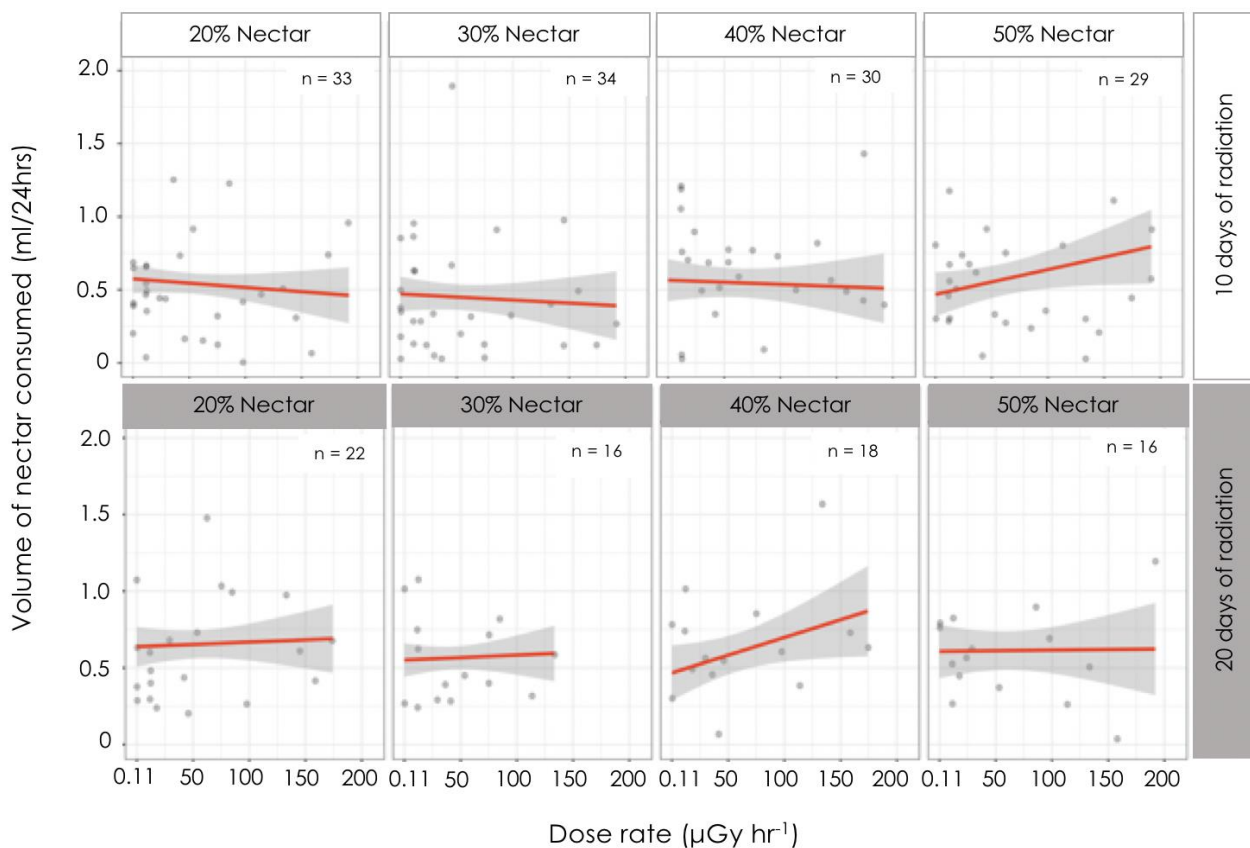 20% Nectar 30% Nectar 40% Nectar 50% Nectar
n = 33 n = 34 n = 30 n = 29
2.0
1.5
1.0
0.5
0
10 days of radiation
Volume of nectar consumed (ml/24hrs)
20% Nectar 30% Nectar 40% Nectar 50% Nectar
n = 22 n = 16 n = 18 n = 16
2.0
1.5
1.0
0.5
0
20 days of radiation
0.11 50 100 150 200 0.11 50 100 150 200 0.11 50 100 150 200 0.11 50 100 150 200
Dose rate (μGy hr⁻¹)